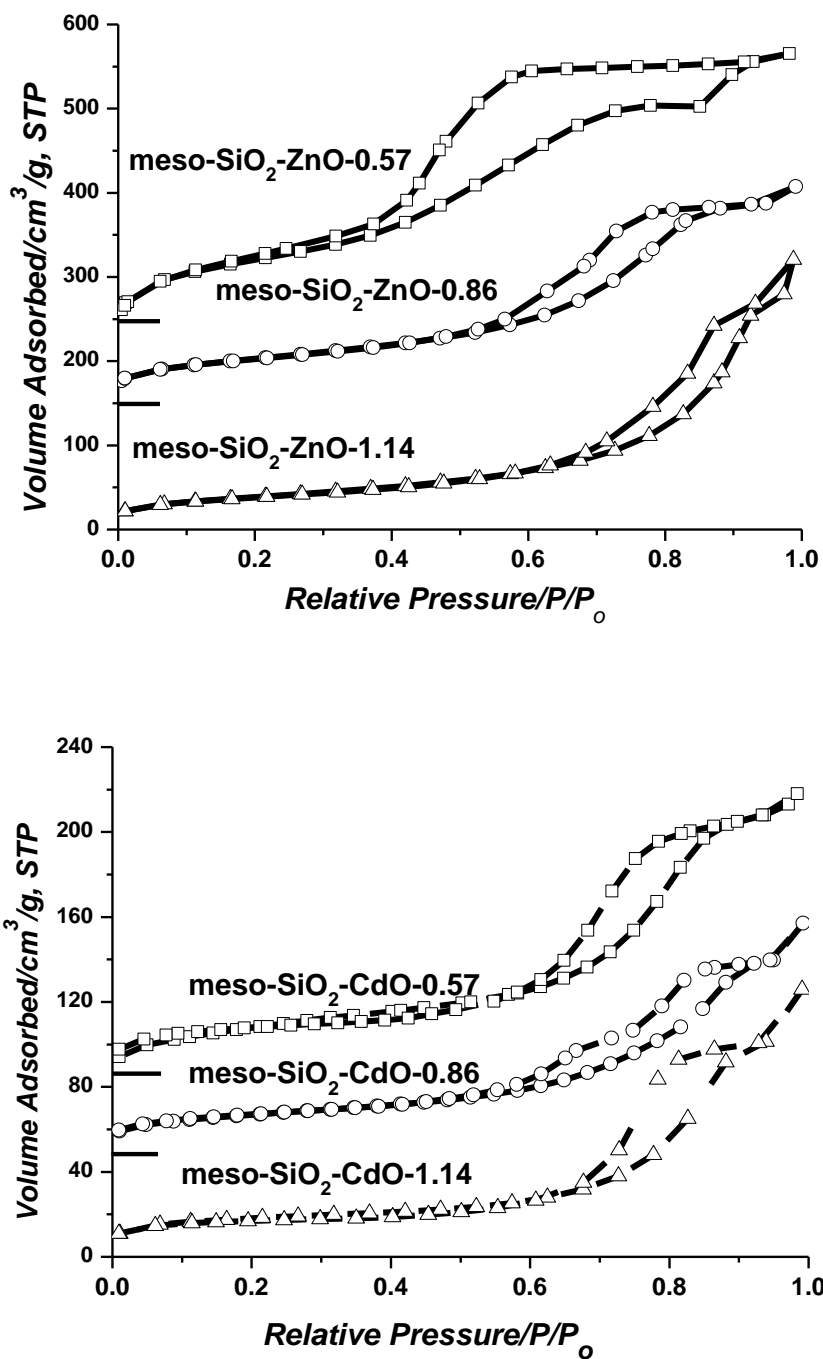 600
500
400
300
200
100
0
Volume Adsorbed/cm³/g, STP
meso-SiO₂-ZnO-0.57
meso-SiO₂-ZnO-0.86
meso-SiO₂-ZnO-1.14
0.0 0.2 0.4 0.6 0.8 1.0
Relative Pressure/P/Pₒ
240
200
160
120
80
40
0
Volume Adsorbed/cm³/g, STP
meso-SiO₂-CdO-0.57
meso-SiO₂-CdO-0.86
meso-SiO₂-CdO-1.14
0.0 0.2 0.4 0.6 0.8 1.0
Relative Pressure/P/Pₒ